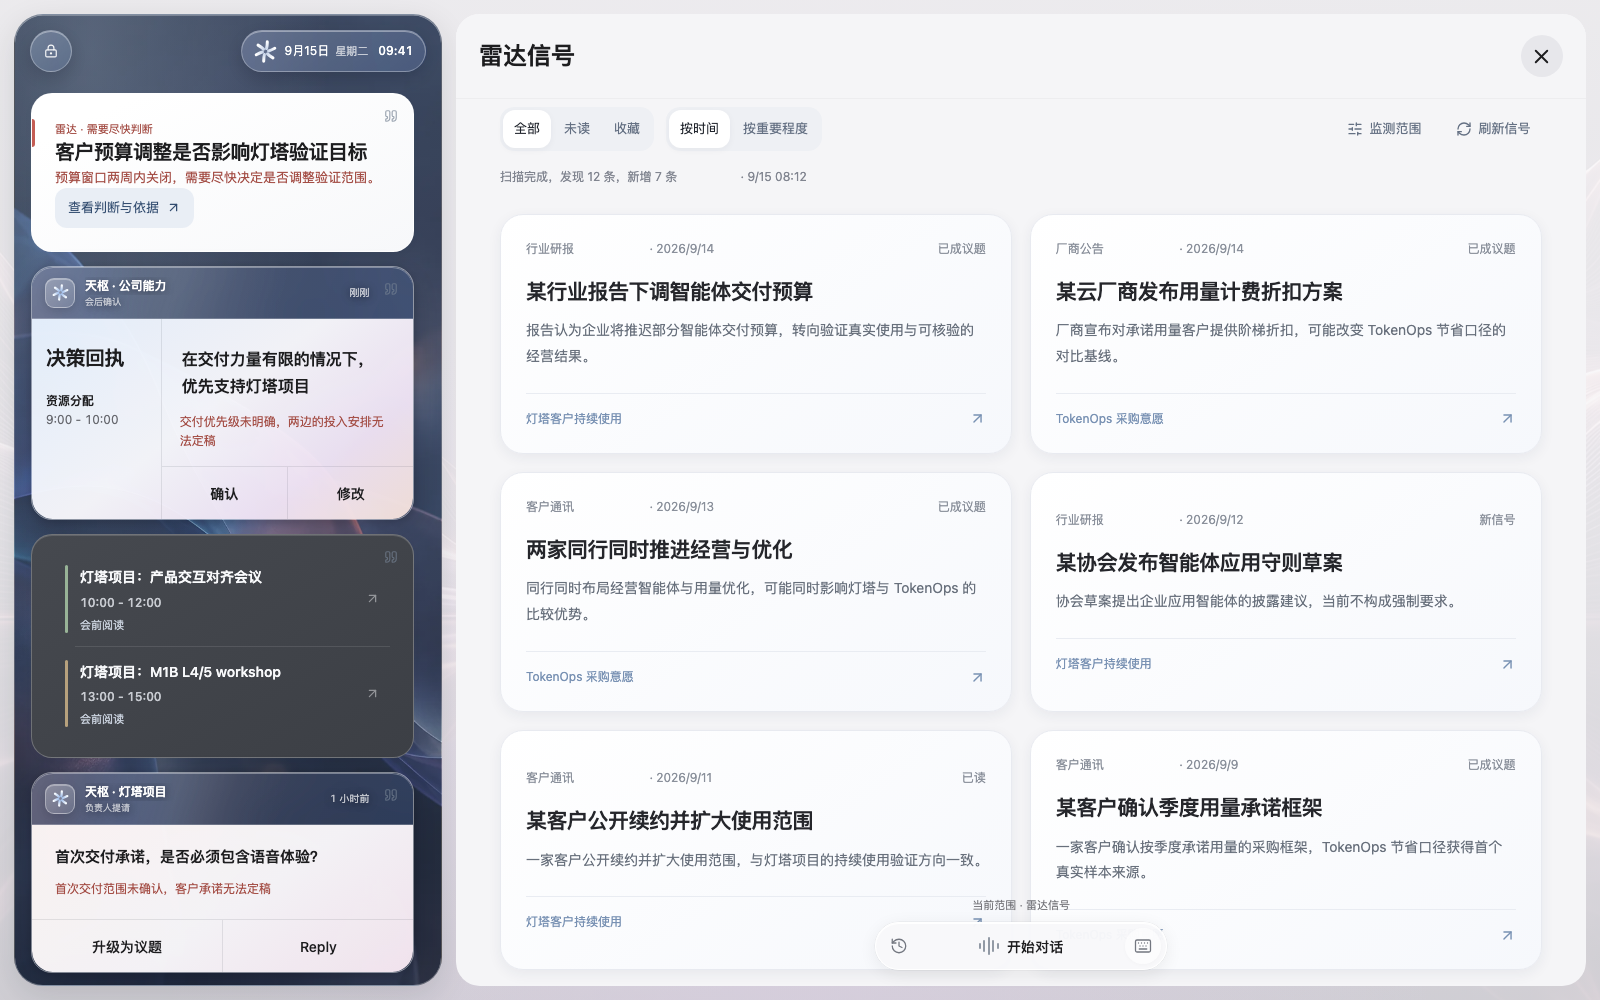 9月15日 星期二 09:41
雷达 · 需要尽快判断
客户预算调整是否影响灯塔验证目标
预算窗口两周内关闭，需要尽快决定是否调整验证范围。
查看判断与依据
天枢 · 公司能力
会后确认
刚刚
决策回执
资源分配
9:00 - 10:00
在交付力量有限的情况下，
优先支持灯塔项目
交付优先级未明确，两边的投入安排无
法定稿
确认
修改
灯塔项目：产品交互对齐会议
10:00 - 12:00
会前阅读
灯塔项目：M1B L4/5 workshop
13:00 - 15:00
会前阅读
天枢 · 灯塔项目
负责人提请
1 小时前
首次交付承诺，是否必须包含语音体验?
首次交付范围未确认，客户承诺无法定稿
升级为议题
Reply
雷达信号
全部 未读 收藏 按时间 按重要程度
监测范围 刷新信号
扫描完成，发现 12 条，新增 7 条 · 9/15 08:12
行业研报 · 2026/9/14 已成议题
某行业报告下调智能体交付预算
报告认为企业将推迟部分智能体交付预算，转向验证真实使用与可核验的
经营结果。
灯塔客户持续使用
厂商公告 · 2026/9/14 已成议题
某云厂商发布用量计费折扣方案
厂商宣布对承诺用量客户提供阶梯折扣，可能改变 TokenOps 节省口径的
对比基线。
TokenOps 采购意愿
客户通讯 · 2026/9/13 已成议题
两家同行同时推进经营与优化
同行同时布局经营智能体与用量优化，可能同时影响灯塔与 TokenOps 的
比较优势。
TokenOps 采购意愿
行业研报 · 2026/9/12 新信号
某协会发布智能体应用守则草案
协会草案提出企业应用智能体的披露建议，当前不构成强制要求。
灯塔客户持续使用
客户通讯 · 2026/9/11 已读
某客户公开续约并扩大使用范围
一家客户公开续约并扩大使用范围，与灯塔项目的持续使用验证方向一致。
灯塔客户持续使用
客户通讯 · 2026/9/9 已成议题
某客户确认季度用量承诺框架
一家客户确认按季度承诺用量的采购框架，TokenOps 节省口径获得首个
真实样本来源。
当前范围 · 雷达信号
开始对话